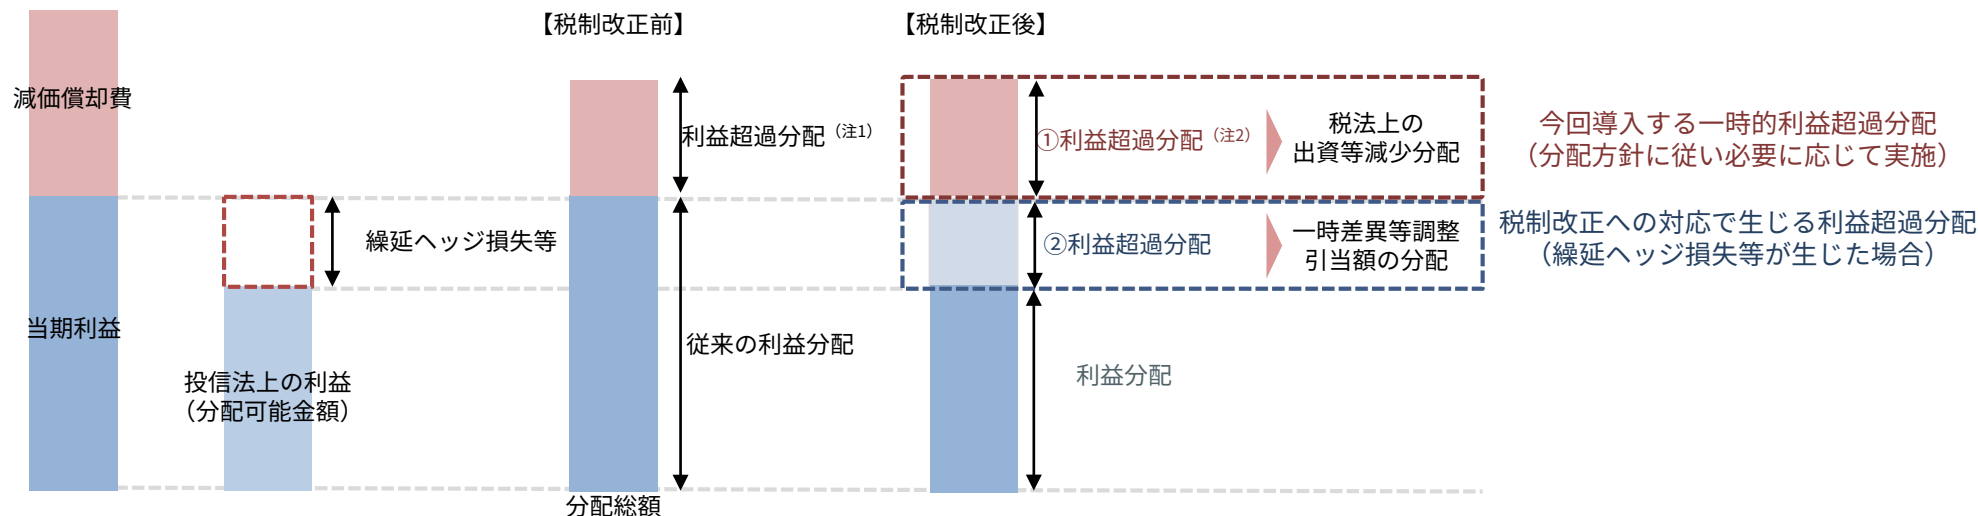 【税制改正前】
【税制改正後】
減価償却費
当期利益
投信法上の利益
（分配可能金額）
繰延ヘッジ損失等
利益超過分配（注1）
従来の利益分配
分配総額
①利益超過分配（注2）
税法上の
出資等減少分配
②利益超過分配
一時差異等調整
引当額の分配
利益分配
今回導入する一時的利益超過分配
（分配方針に従い必要に応じて実施）
税制改正への対応で生じる利益超過分配
（繰延ヘッジ損失等が生じた場合）